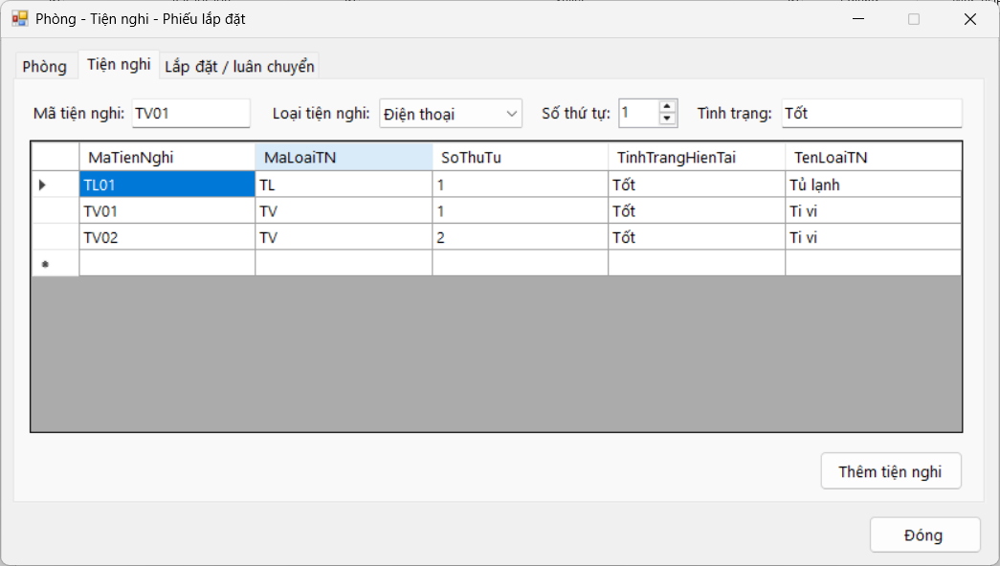 Phòng - Tiện nghi - Phiếu lắp đặt
Phòng Tiện nghi Lắp đặt / luân chuyển
Mã tiện nghi: TV01 Loại tiện nghi: Điện thoại Số thứ tự: 1 Tình trạng: Tốt
MaTienNghi MaLoaiTN SoThuTu TinhTrangHienTai TenLoaiTN
TL01 TL 1 Tốt Tủ lạnh
TV01 TV 1 Tốt Ti vi
TV02 TV 2 Tốt Ti vi
Thêm tiện nghi
Đóng